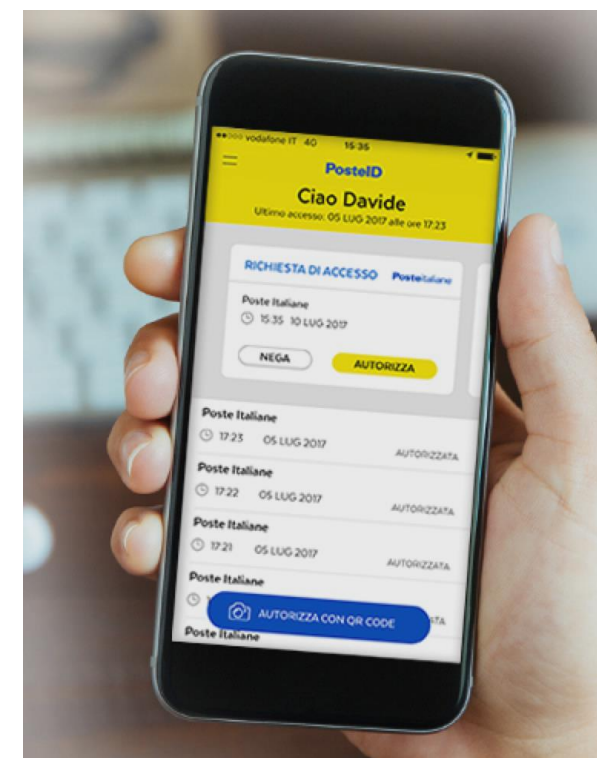 vodafone IT 4G 15:35
PosteID
Ciao Davide
Ultimo accesso: 05 LUG 2017 alle ore 17:23
RICHIESTA DI ACCESSO Posteitaliane
Poste Italiane
15:35 10 LUG 2017
NEGA AUTORIZZA
Poste Italiane
17:23 05 LUG 2017 AUTORIZZATA
Poste Italiane
17:22 05 LUG 2017 AUTORIZZATA
Poste Italiane
17:21 05 LUG 2017 AUTORIZZATA
Poste Italiane
AUTORIZZA CON QR CODE
Poste Italiane